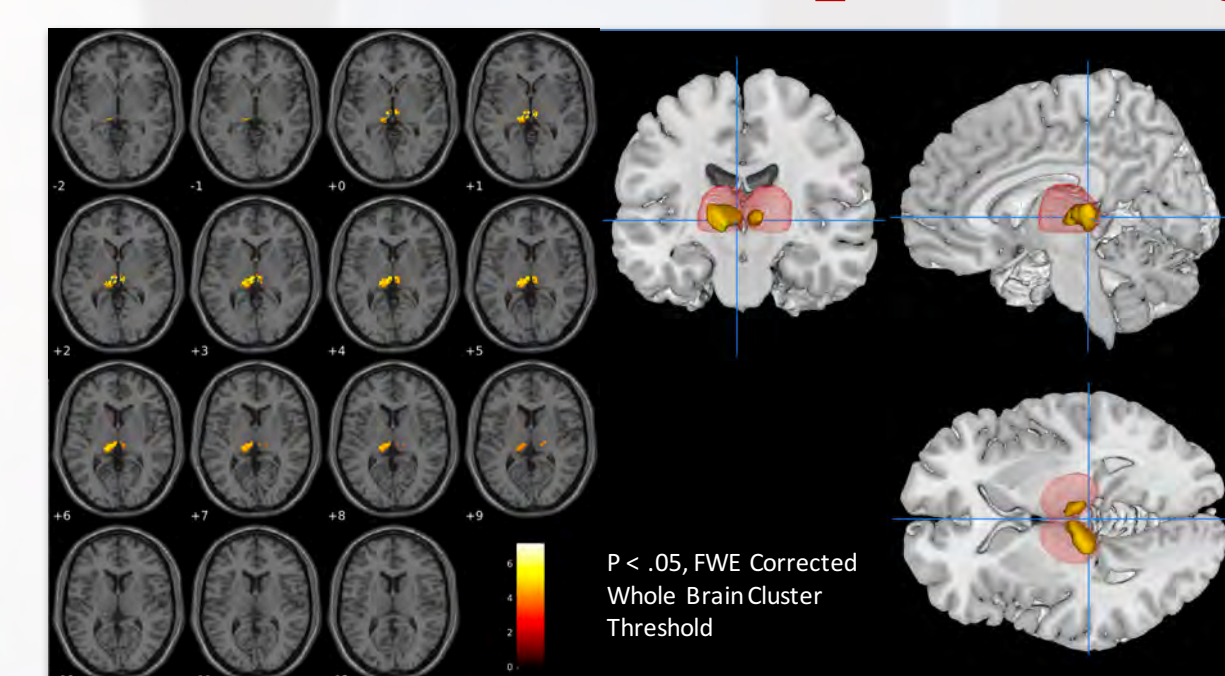 -2 -1 +0 +1
+2 +3 +4 +5
+6 +7 +8 +9
6
4
2
0
P < .05, FWE Corrected
Whole Brain Cluster
Threshold